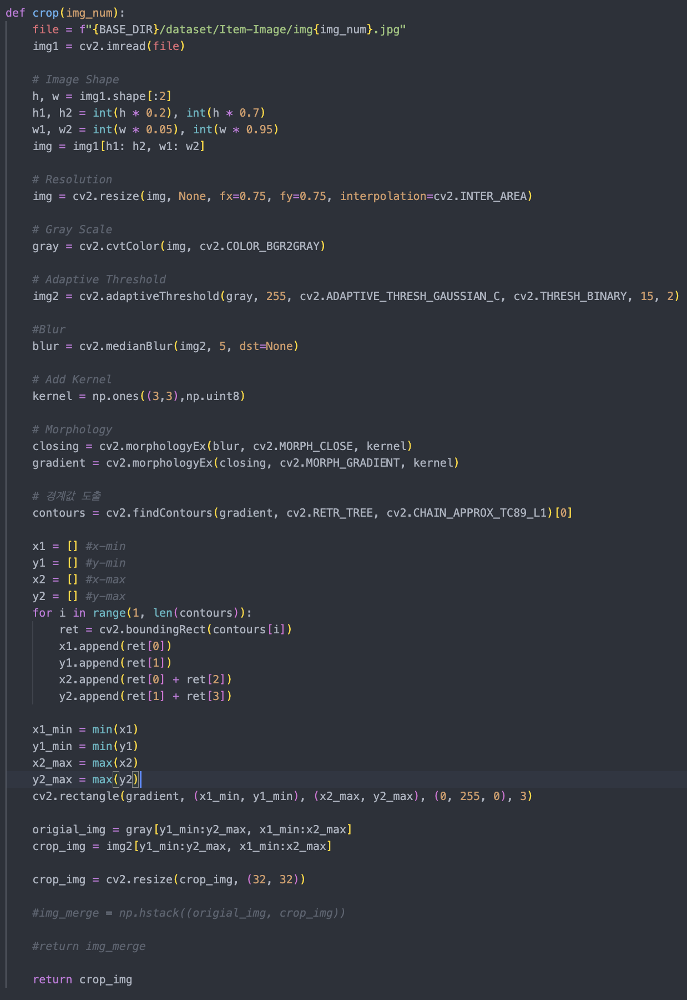 def crop(img_num):
    file = f"{BASE_DIR}/dataset/Item-Image/img{img_num}.jpg"
    img1 = cv2.imread(file)

    # Image Shape
    h, w = img1.shape[:2]
    h1, h2 = int(h * 0.2), int(h * 0.7)
    w1, w2 = int(w * 0.05), int(w * 0.95)
    img = img1[h1: h2, w1: w2]

    # Resolution
    img = cv2.resize(img, None, fx=0.75, fy=0.75, interpolation=cv2.INTER_AREA)

    # Gray Scale
    gray = cv2.cvtColor(img, cv2.COLOR_BGR2GRAY)

    # Adaptive Threshold
    img2 = cv2.adaptiveThreshold(gray, 255, cv2.ADAPTIVE_THRESH_GAUSSIAN_C, cv2.THRESH_BINARY, 15, 2)

    #Blur
    blur = cv2.medianBlur(img2, 5, dst=None)

    # Add Kernel
    kernel = np.ones((3,3),np.uint8)

    # Morphology
    closing = cv2.morphologyEx(blur, cv2.MORPH_CLOSE, kernel)
    gradient = cv2.morphologyEx(closing, cv2.MORPH_GRADIENT, kernel)

    # 경계값 도출
    contours = cv2.findContours(gradient, cv2.RETR_TREE, cv2.CHAIN_APPROX_TC89_L1)[0]

    x1 = [] #x-min
    y1 = [] #y-min
    x2 = [] #x-max
    y2 = [] #y-max
    for i in range(1, len(contours)):
        ret = cv2.boundingRect(contours[i])
        x1.append(ret[0])
        y1.append(ret[1])
        x2.append(ret[0] + ret[2])
        y2.append(ret[1] + ret[3])

    x1_min = min(x1)
    y1_min = min(y1)
    x2_max = max(x2)
    y2_max = max(y2)
    cv2.rectangle(gradient, (x1_min, y1_min), (x2_max, y2_max), (0, 255, 0), 3)

    origial_img = gray[y1_min:y2_max, x1_min:x2_max]
    crop_img = img2[y1_min:y2_max, x1_min:x2_max]

    crop_img = cv2.resize(crop_img, (32, 32))

    #img_merge = np.hstack((origial_img, crop_img))

    #return img_merge

    return crop_img